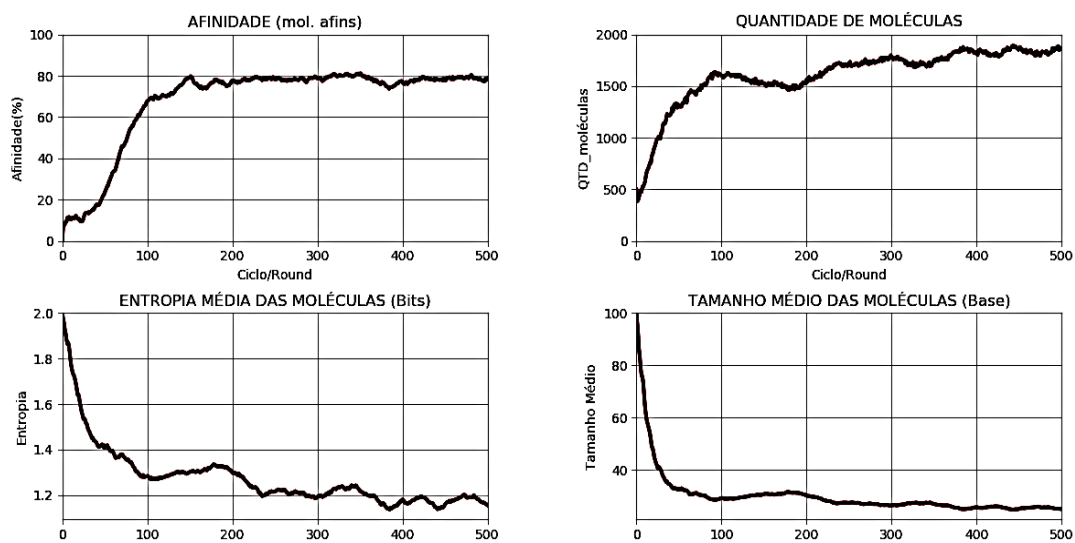 AFINIDADE (mol. afins)
100
80
60
40
20
0
Afinidade(%)
0 100 200 300 400 500
Ciclo/Round
QUANTIDADE DE MOLÉCULAS
2000
1500
1000
500
0
QTD_moléculas
0 100 200 300 400 500
Ciclo/Round
ENTROPIA MÉDIA DAS MOLÉCULAS (Bits)
2.0
1.8
1.6
1.4
1.2
Entropia
0 100 200 300 400 500
TAMANHO MÉDIO DAS MOLÉCULAS (Base)
100
80
60
40
Tamanho Médio
0 100 200 300 400 500